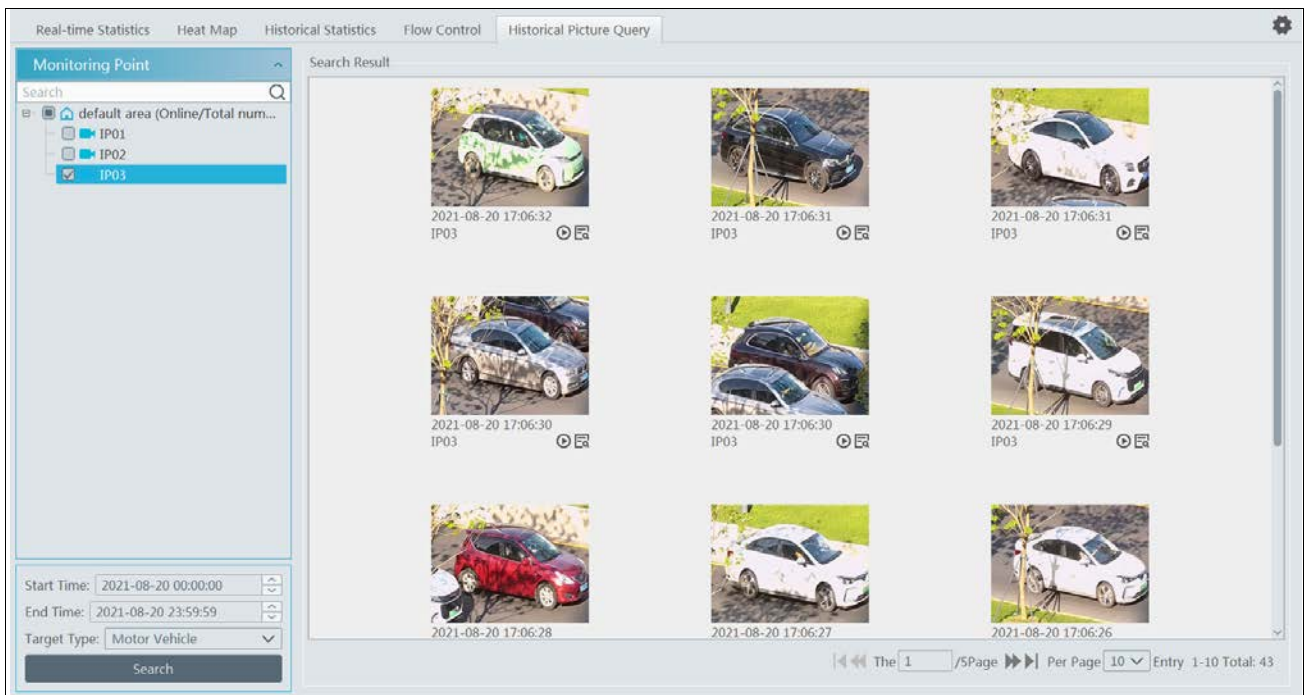 Real-time Statistics Heat Map Historical Statistics Flow Control Historical Picture Query
Monitoring Point
Search
default area (Online/Total num...
IP01
IP02
IP03
Start Time: 2021-08-20 00:00:00
End Time: 2021-08-20 23:59:59
Target Type: Motor Vehicle
Search
Search Result
2021-08-20 17:06:32 2021-08-20 17:06:31 2021-08-20 17:06:31
IP03 IP03 IP03
2021-08-20 17:06:30 2021-08-20 17:06:30 2021-08-20 17:06:29
IP03 IP03 IP03
2021-08-20 17:06:28 2021-08-20 17:06:27 2021-08-20 17:06:26
The 1 /5Page Per Page 10 Entry 1-10 Total: 43